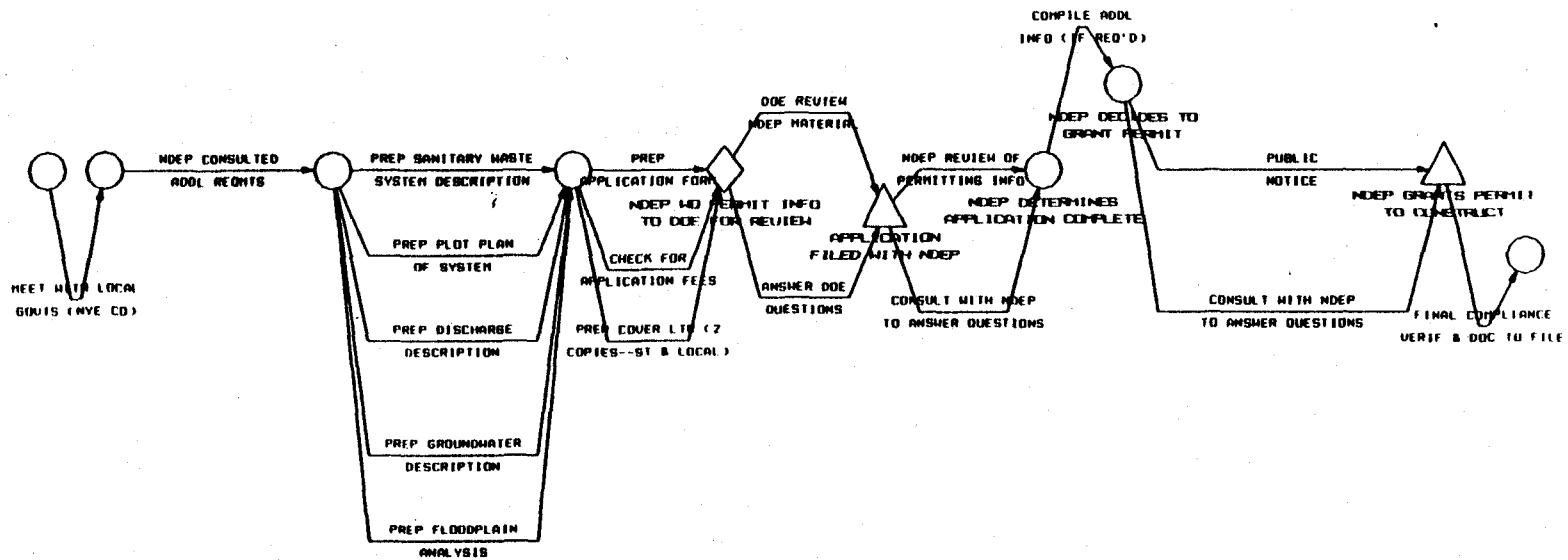 COMPILE ADDL
INFO (IF REQ'D)
DOE REVIEW
NDEP MATERIAL
NDEP DECIDES TO
GRANT PERMIT
NDEP CONSULTED
ADDL REQMTS
PREP SANITARY WASTE
SYSTEM DESCRIPTION
PREP
APPLICATION FORM
NDEP REVIEW OF
PERMITTING INFO
PUBLIC
NOTICE
NDEP WQ PERMIT INFO
TO DOE FOR REVIEW
NDEP DETERMINES
APPLICATION COMPLETE
NDEP GRANTS PERMIT
TO CONSTRUCT
APPLICATION
FILED WITH NDEP
PREP PLOT PLAN
OF SYSTEM
CHECK FOR
APPLICATION FEES
MEET WITH LOCAL
GOVTS (NYE CO)
ANSWER DOE
QUESTIONS
CONSULT WITH NDEP
TO ANSWER QUESTIONS
CONSULT WITH NDEP
TO ANSWER QUESTIONS
FINAL COMPLIANCE
VERIF & DOC TO FILE
PREP DISCHARGE
DESCRIPTION
PREP COVER LTR (2
COPIES--ST & LOCAL)
PREP GROUNDWATER
DESCRIPTION
PREP FLOODPLAIN
ANALYSIS